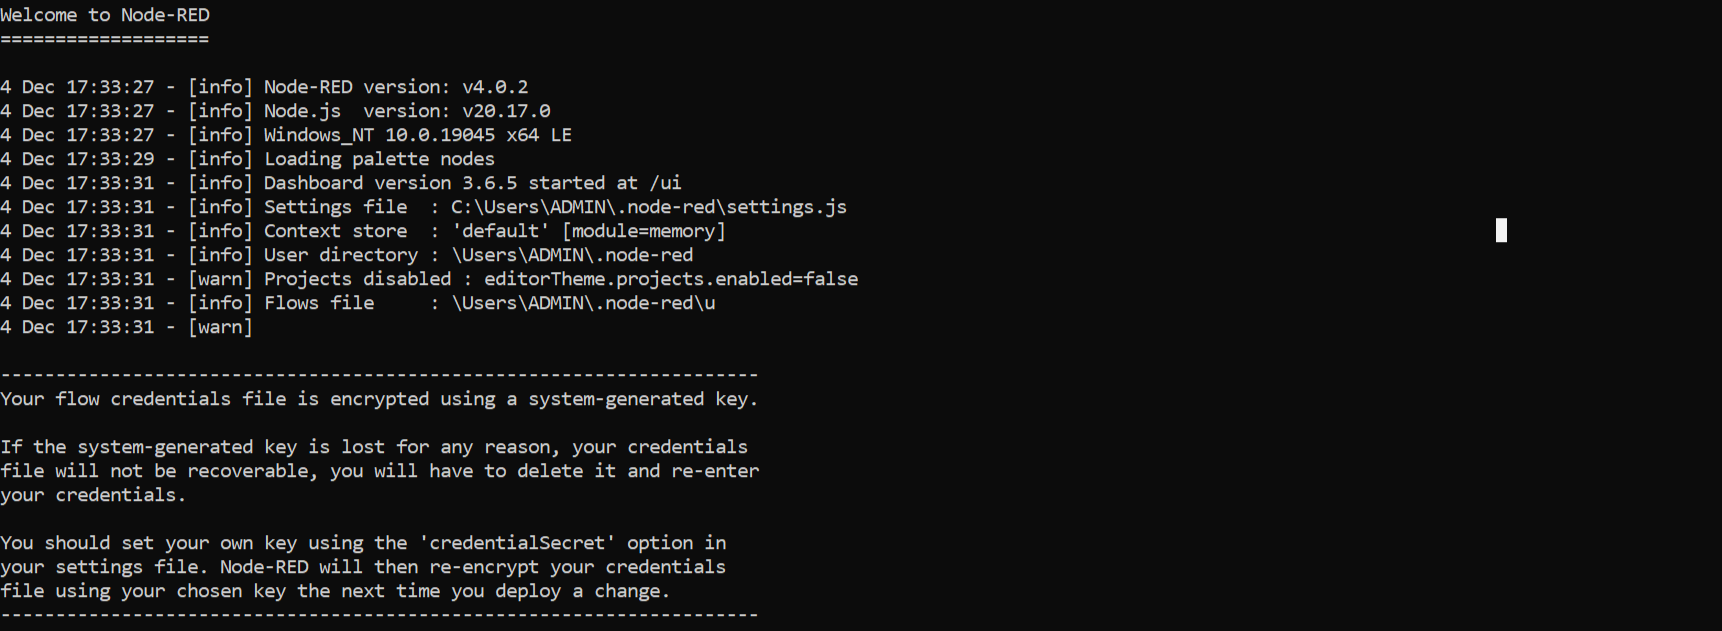 Welcome to Node-RED
===================
4 Dec 17:33:27 - [info] Node-RED version: v4.0.2
4 Dec 17:33:27 - [info] Node.js  version: v20.17.0
4 Dec 17:33:27 - [info] Windows_NT 10.0.19045 x64 LE
4 Dec 17:33:29 - [info] Loading palette nodes
4 Dec 17:33:31 - [info] Dashboard version 3.6.5 started at /ui
4 Dec 17:33:31 - [info] Settings file  : C:\Users\ADMIN\.node-red\settings.js
4 Dec 17:33:31 - [info] Context store  : 'default' [module=memory]
4 Dec 17:33:31 - [info] User directory : \Users\ADMIN\.node-red
4 Dec 17:33:31 - [warn] Projects disabled : editorTheme.projects.enabled=false
4 Dec 17:33:31 - [info] Flows file     : \Users\ADMIN\.node-red\u
4 Dec 17:33:31 - [warn]
---------------------------------------------------------------------
Your flow credentials file is encrypted using a system-generated key.
If the system-generated key is lost for any reason, your credentials
file will not be recoverable, you will have to delete it and re-enter
your credentials.
You should set your own key using the 'credentialSecret' option in
your settings file. Node-RED will then re-encrypt your credentials
file using your chosen key the next time you deploy a change.
---------------------------------------------------------------------